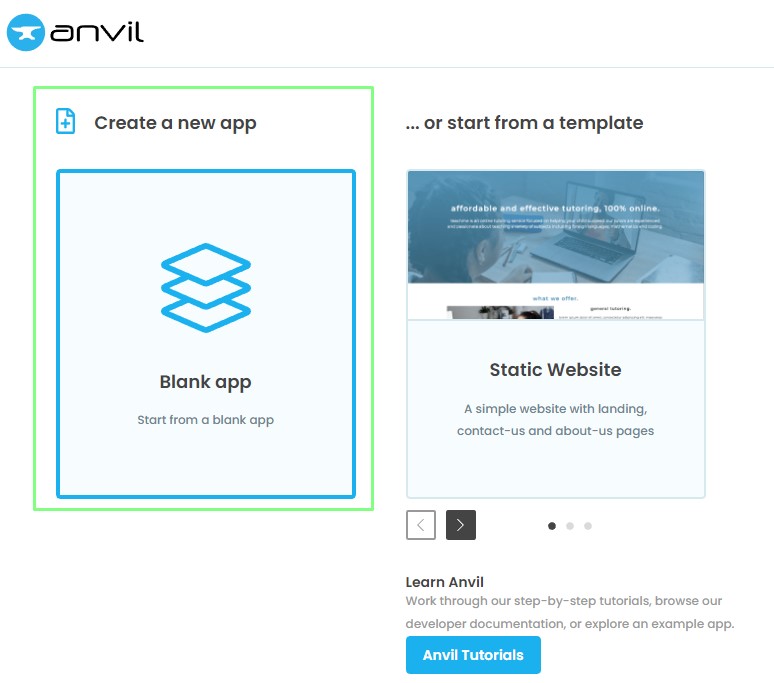 anvil
Create a new app
Blank app
Start from a blank app
... or start from a template
affordable and effective tutoring, 100% online.
what we offer.
general tutoring.
Static Website
A simple website with landing,
contact-us and about-us pages
Learn Anvil
Work through our step-by-step tutorials, browse our
developer documentation, or explore an example app.
Anvil Tutorials